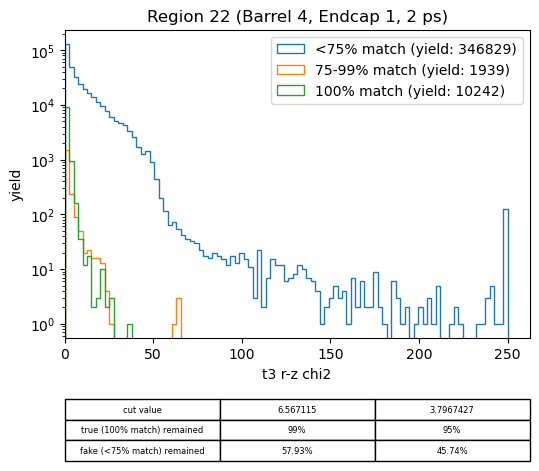 Region 22 (Barrel 4, Endcap 1, 2 ps)
<75% match (yield: 346829)
75-99% match (yield: 1939)
100% match (yield: 10242)
yield
10^5
10^4
10^3
10^2
10^1
10^0
0 50 100 150 200 250
t3 r-z chi2
cut value 6.567115 3.7967427
true (100% match) remained 99% 95%
fake (<75% match) remained 57.93% 45.74%